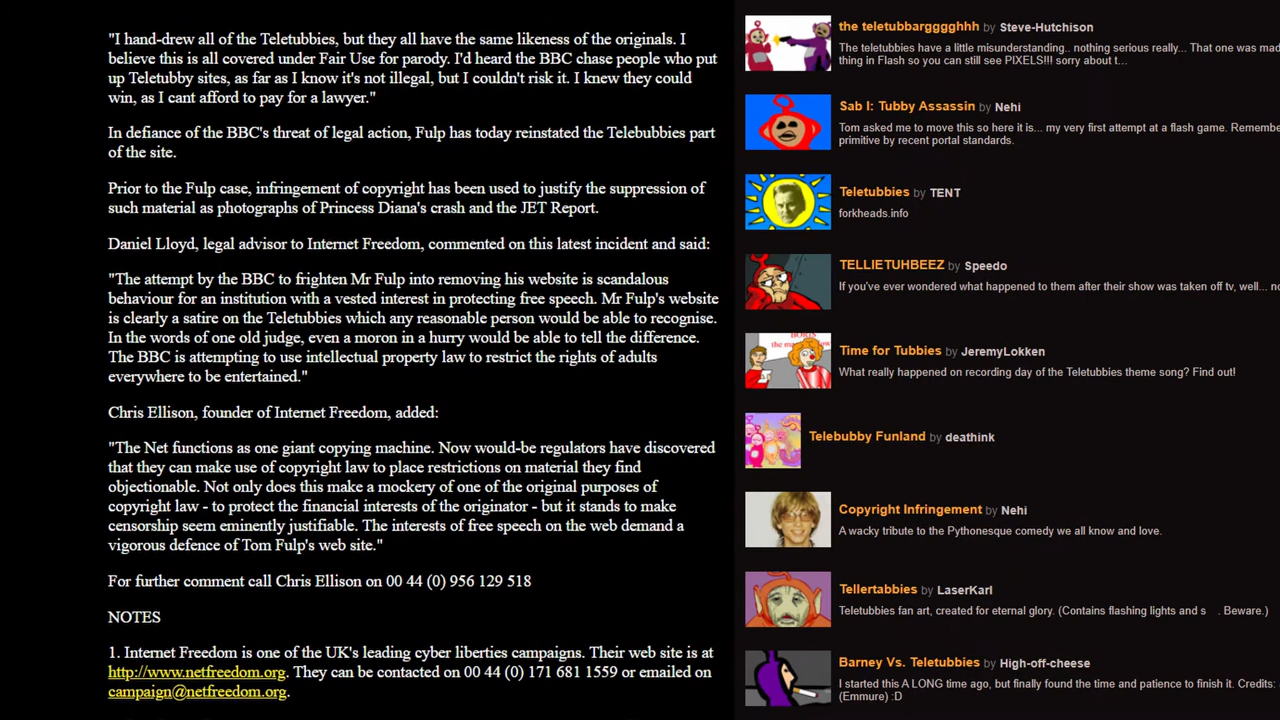 "I hand-drew all of the Teletubbies, but they all have the same likeness of the originals. I
believe this is all covered under Fair Use for parody. I'd heard the BBC chase people who put
up Teletubby sites, as far as I know it's not illegal, but I couldn't risk it. I knew they could
win, as I cant afford to pay for a lawyer."
In defiance of the BBC's threat of legal action, Fulp has today reinstated the Telebubbies part
of the site.
Prior to the Fulp case, infringement of copyright has been used to justify the suppression of
such material as photographs of Princess Diana's crash and the JET Report.
Daniel Lloyd, legal advisor to Internet Freedom, commented on this latest incident and said:
"The attempt by the BBC to frighten Mr Fulp into removing his website is scandalous
behaviour for an institution with a vested interest in protecting free speech. Mr Fulp's website
is clearly a satire on the Teletubbies which any reasonable person would be able to recognise.
In the words of one old judge, even a moron in a hurry would be able to tell the difference.
The BBC is attempting to use intellectual property law to restrict the rights of adults
everywhere to be entertained."
Chris Ellison, founder of Internet Freedom, added:
"The Net functions as one giant copying machine. Now would-be regulators have discovered
that they can make use of copyright law to place restrictions on material they find
objectionable. Not only does this make a mockery of one of the original purposes of
copyright law - to protect the financial interests of the originator - but it stands to make
censorship seem eminently justifiable. The interests of free speech on the web demand a
vigorous defence of Tom Fulp's web site."
For further comment call Chris Ellison on 00 44 (0) 956 129 518
NOTES
1. Internet Freedom is one of the UK's leading cyber liberties campaigns. Their web site is at
http://www.netfreedom.org. They can be contacted on 00 44 (0) 171 681 1559 or emailed on
campaign@netfreedom.org.
the teletubbargggghhh by Steve-Hutchison
The teletubbies have a little misunderstanding.. nothing serious really... That one was mad
thing in Flash so you can still see PIXELS!!! sorry about t...
Sab I: Tubby Assassin by Nehi
Tom asked me to move this so here it is... my very first attempt at a flash game. Rememb
primitive by recent portal standards.
Teletubbies by TENT
forkheads.info
TELLIETUHBEEZ by Speedo
If you've ever wondered what happened to them after their show was taken off tv, well... no
Time for Tubbies by JeremyLokken
What really happened on recording day of the Teletubbies theme song? Find out!
Telebubby Funland by deathink
Copyright Infringement by Nehi
A wacky tribute to the Pythonesque comedy we all know and love.
Tellertabbies by LaserKarl
Teletubbies fan art, created for eternal glory. (Contains flashing lights and s . Beware.)
Barney Vs. Teletubbies by High-off-cheese
I started this A LONG time ago, but finally found the time and patience to finish it. Credits:
(Emmure) :D